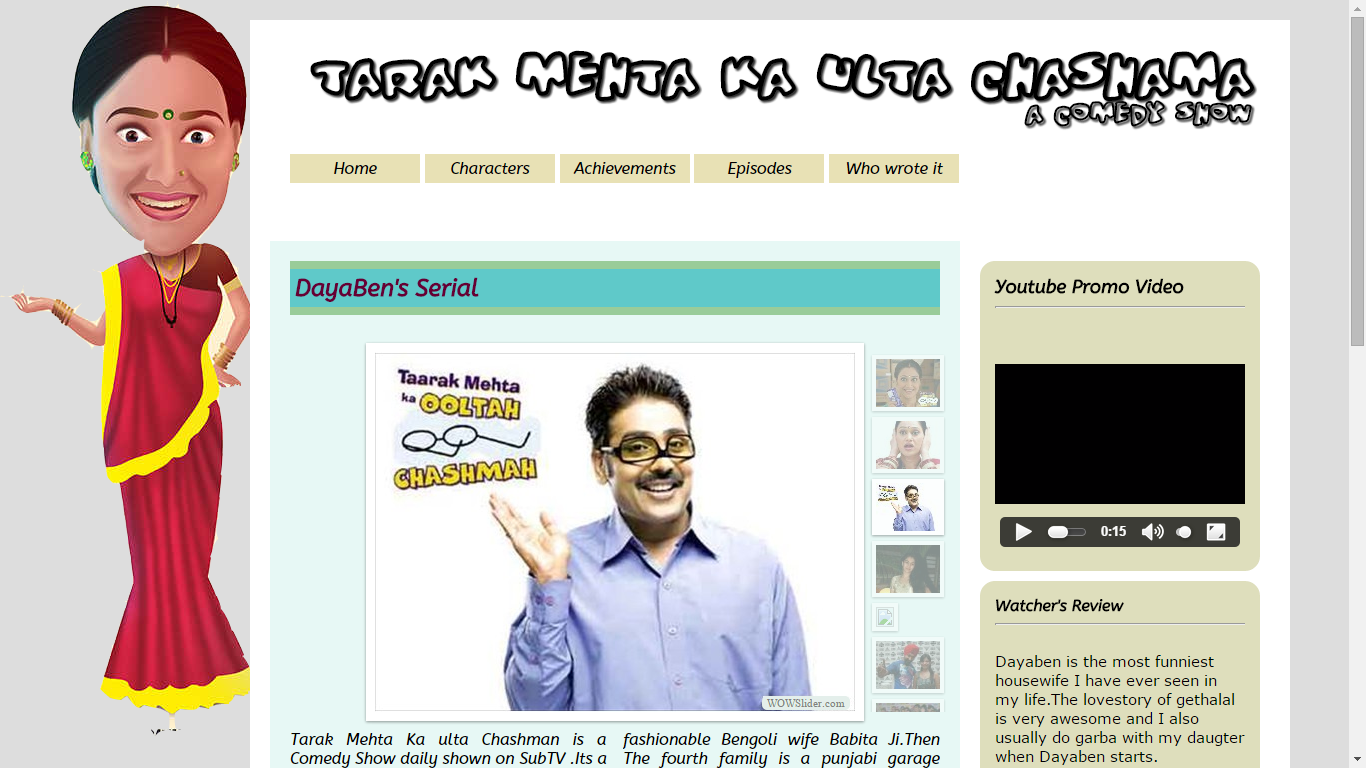 TARAK MEHTA KA ULTA CHASHAMA
A COMEDY SHOW
Home
Characters
Achievements
Episodes
Who wrote it
DayaBen's Serial
Taarak Mehta
ka OOLTAH
CHASHMAH
WOWSlider.com
Tarak Mehta Ka ulta Chashman is a
Comedy Show daily shown on SubTV .Its a
fashionable Bengoli wife Babita Ji.Then
The fourth family is a punjabi garage
Youtube Promo Video
0:15
Watcher's Review
Dayaben is the most funniest
housewife I have ever seen in
my life.The lovestory of gethalal
is very awesome and I also
usually do garba with my daugter
when Dayaben starts.